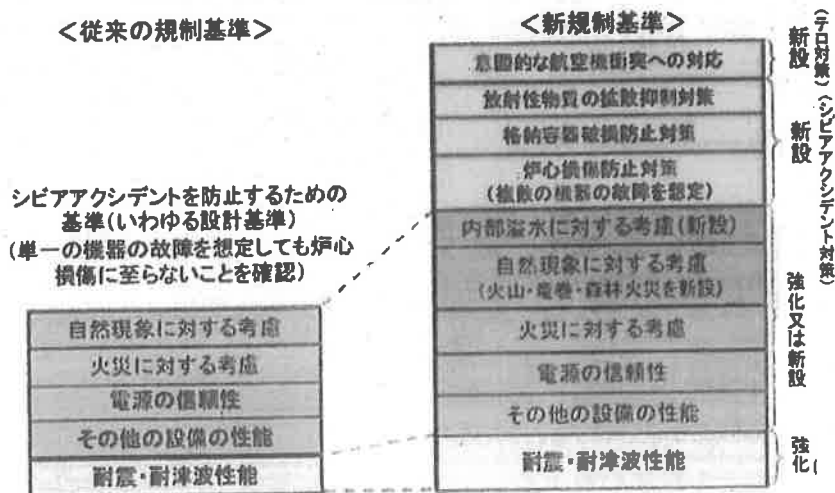 <従来の規制基準>
シビアアクシデントを防止するための
基準(いわゆる設計基準)
(単一の機器の故障を想定しても炉心
損傷に至らないことを確認)
自然現象に対する考慮
火災に対する考慮
電源の信頼性
その他の設備の性能
耐震・耐津波性能
<新規制基準>
意図的な航空機衝突への対応
放射性物質の拡散抑制対策
格納容器破損防止対策
炉心損傷防止対策
(複数の機器の故障を想定)
内部溢水に対する考慮(新設)
自然現象に対する考慮
(火山・竜巻・森林火災を新設)
火災に対する考慮
電源の信頼性
その他の設備の性能
耐震・耐津波性能
新設
(テロ対策)
新設
(シビアアクシデント対策)
強化又は新設
強化